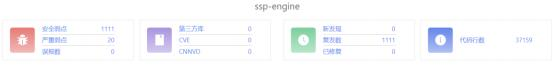 ssp-engine
安全弱点 1111
严重弱点 20
误报数 0
第三方库 0
CVE 0
CNNVD 0
新发现 0
复发数 1111
已修复 0
代码行数 37159